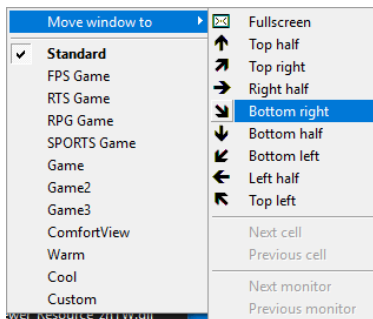 Move window to
Standard
FPS Game
RTS Game
RPG Game
SPORTS Game
Game
Game2
Game3
ComfortView
Warm
Cool
Custom
Fullscreen
Top half
Top right
Right half
Bottom right
Bottom half
Bottom left
Left half
Top left
Next cell
Previous cell
Next monitor
Previous monitor